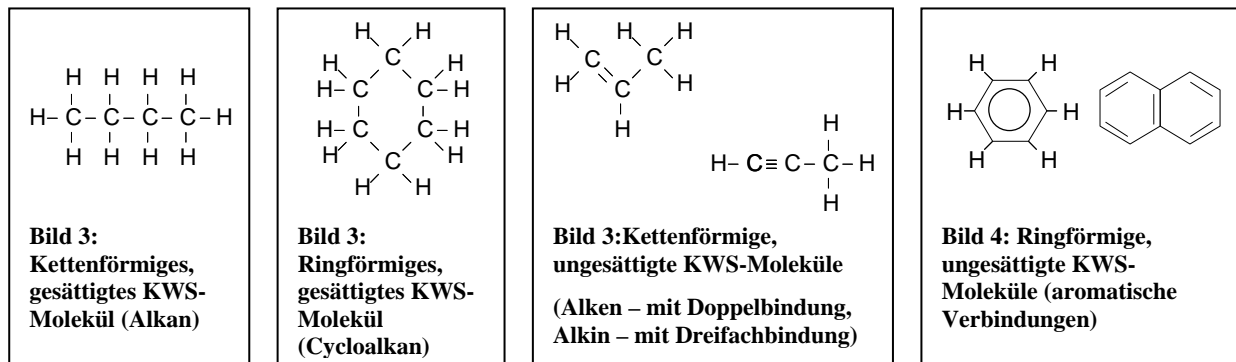 H H H H
H– C – C – C – C – H
H H H H
Bild 3:
Kettenförmiges,
gesättigtes KWS-
Molekül (Alkan)
H H
C
H H
H– C C –H
H– C C –H
H H
C
H H
Bild 3:
Ringförmiges,
gesättigtes KWS-
Molekül
(Cycloalkan)
H H H
C C
H C H
H
H – C≡ C – C – H
H
H
Bild 3:Kettenförmige,
ungesättigte KWS-Moleküle
(Alken – mit Doppelbindung,
Alkin – mit Dreifachbindung)
H H
H H
H H
Bild 4: Ringförmige,
ungesättigte KWS-
Moleküle (aromatische
Verbindungen)